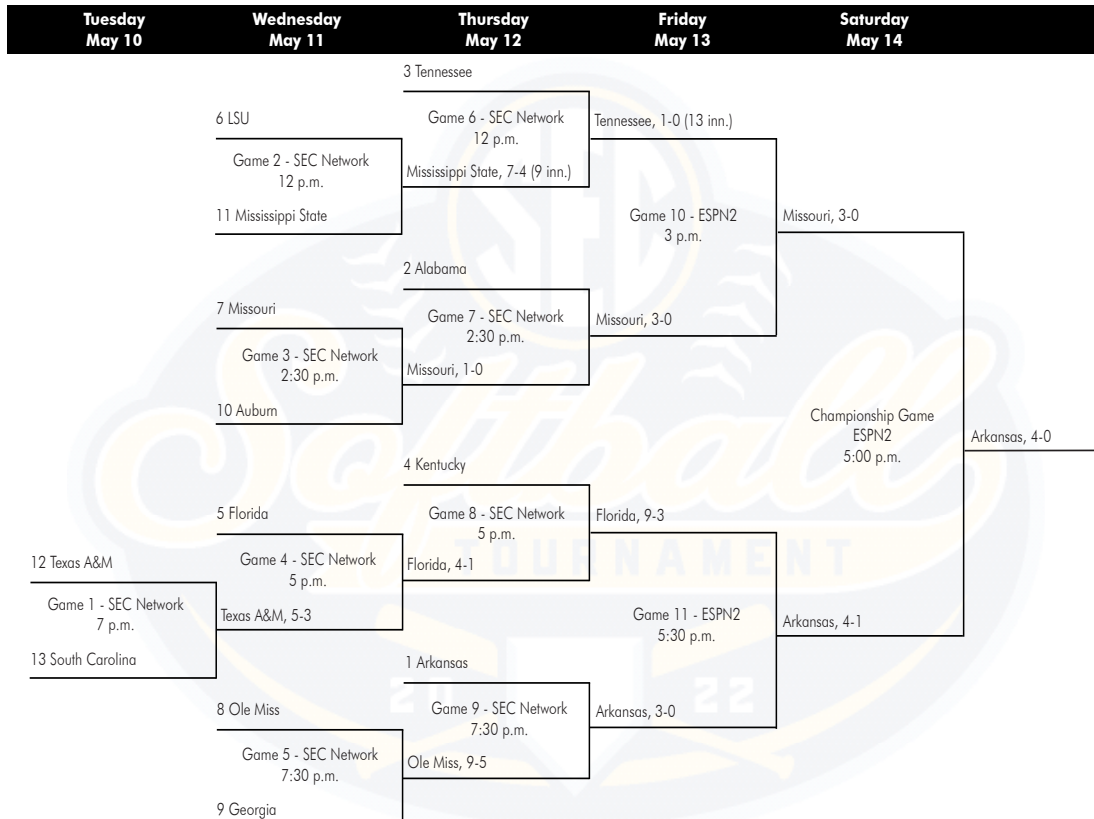 Tuesday
May 10
Wednesday
May 11
Thursday
May 12
Friday
May 13
Saturday
May 14
3 Tennessee
6 LSU
Game 6 - SEC Network
12 p.m.
Tennessee, 1-0 (13 inn.)
Game 2 - SEC Network
12 p.m.
Mississippi State, 7-4 (9 inn.)
11 Mississippi State
Game 10 - ESPN2
3 p.m.
Missouri, 3-0
2 Alabama
7 Missouri
Game 7 - SEC Network
2:30 p.m.
Missouri, 3-0
Game 3 - SEC Network
2:30 p.m.
Missouri, 1-0
10 Auburn
Championship Game
ESPN2
5:00 p.m.
Arkansas, 4-0
4 Kentucky
5 Florida
Game 8 - SEC Network
5 p.m.
Florida, 9-3
12 Texas A&M
Game 4 - SEC Network
5 p.m.
Florida, 4-1
Game 1 - SEC Network
7 p.m.
Texas A&M, 5-3
Game 11 - ESPN2
5:30 p.m.
Arkansas, 4-1
13 South Carolina
1 Arkansas
8 Ole Miss
Game 9 - SEC Network
7:30 p.m.
Arkansas, 3-0
Game 5 - SEC Network
7:30 p.m.
Ole Miss, 9-5
9 Georgia
SEC
Softball
TOURNAMENT
20 22